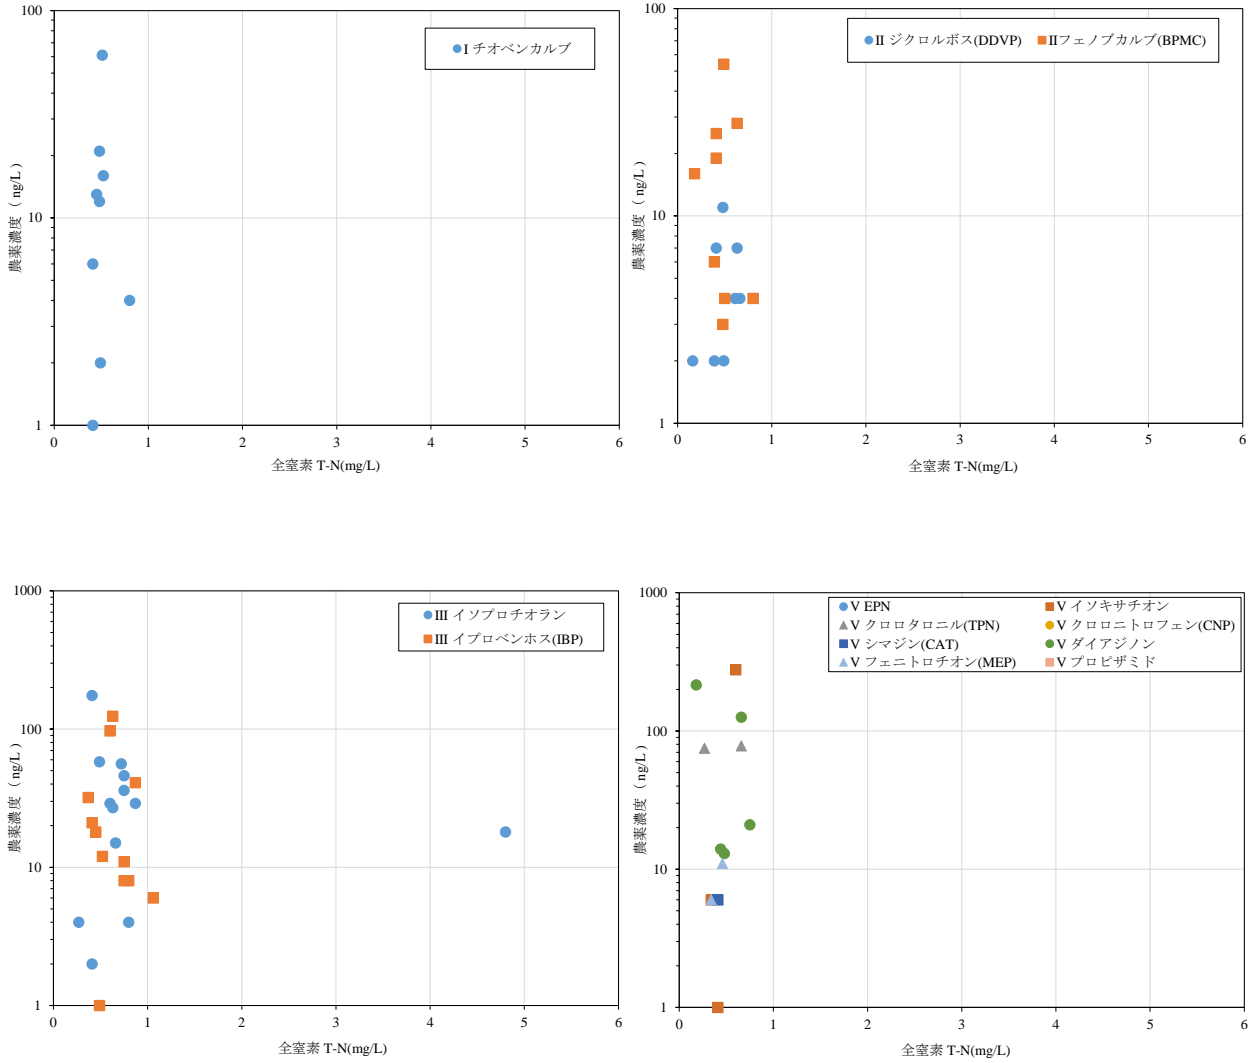 100
10
1
農薬濃度（ ng/L ）
I チオベンカルブ
0 1 2 3 4 5 6
全窒素 T-N(mg/L)
100
10
1
農薬濃度（ ng/L ）
II ジクロルボス(DDVP) IIフェノブカルブ(BPMC)
0 1 2 3 4 5 6
全窒素 T-N(mg/L)
1000
100
10
1
農薬濃度（ ng/L ）
III イソプロチオラン
III イプロベンホス(IBP)
0 1 2 3 4 5 6
全窒素 T-N(mg/L)
1000
100
10
1
農薬濃度（ ng/L ）
V EPN V イソキサチオン
V クロロタロニル(TPN) V クロロニトロフェン(CNP)
V シマジン(CAT) V ダイアジノン
V フェニトロチオン(MEP) V プロピザミド
0 1 2 3 4 5 6
全窒素 T-N(mg/L)